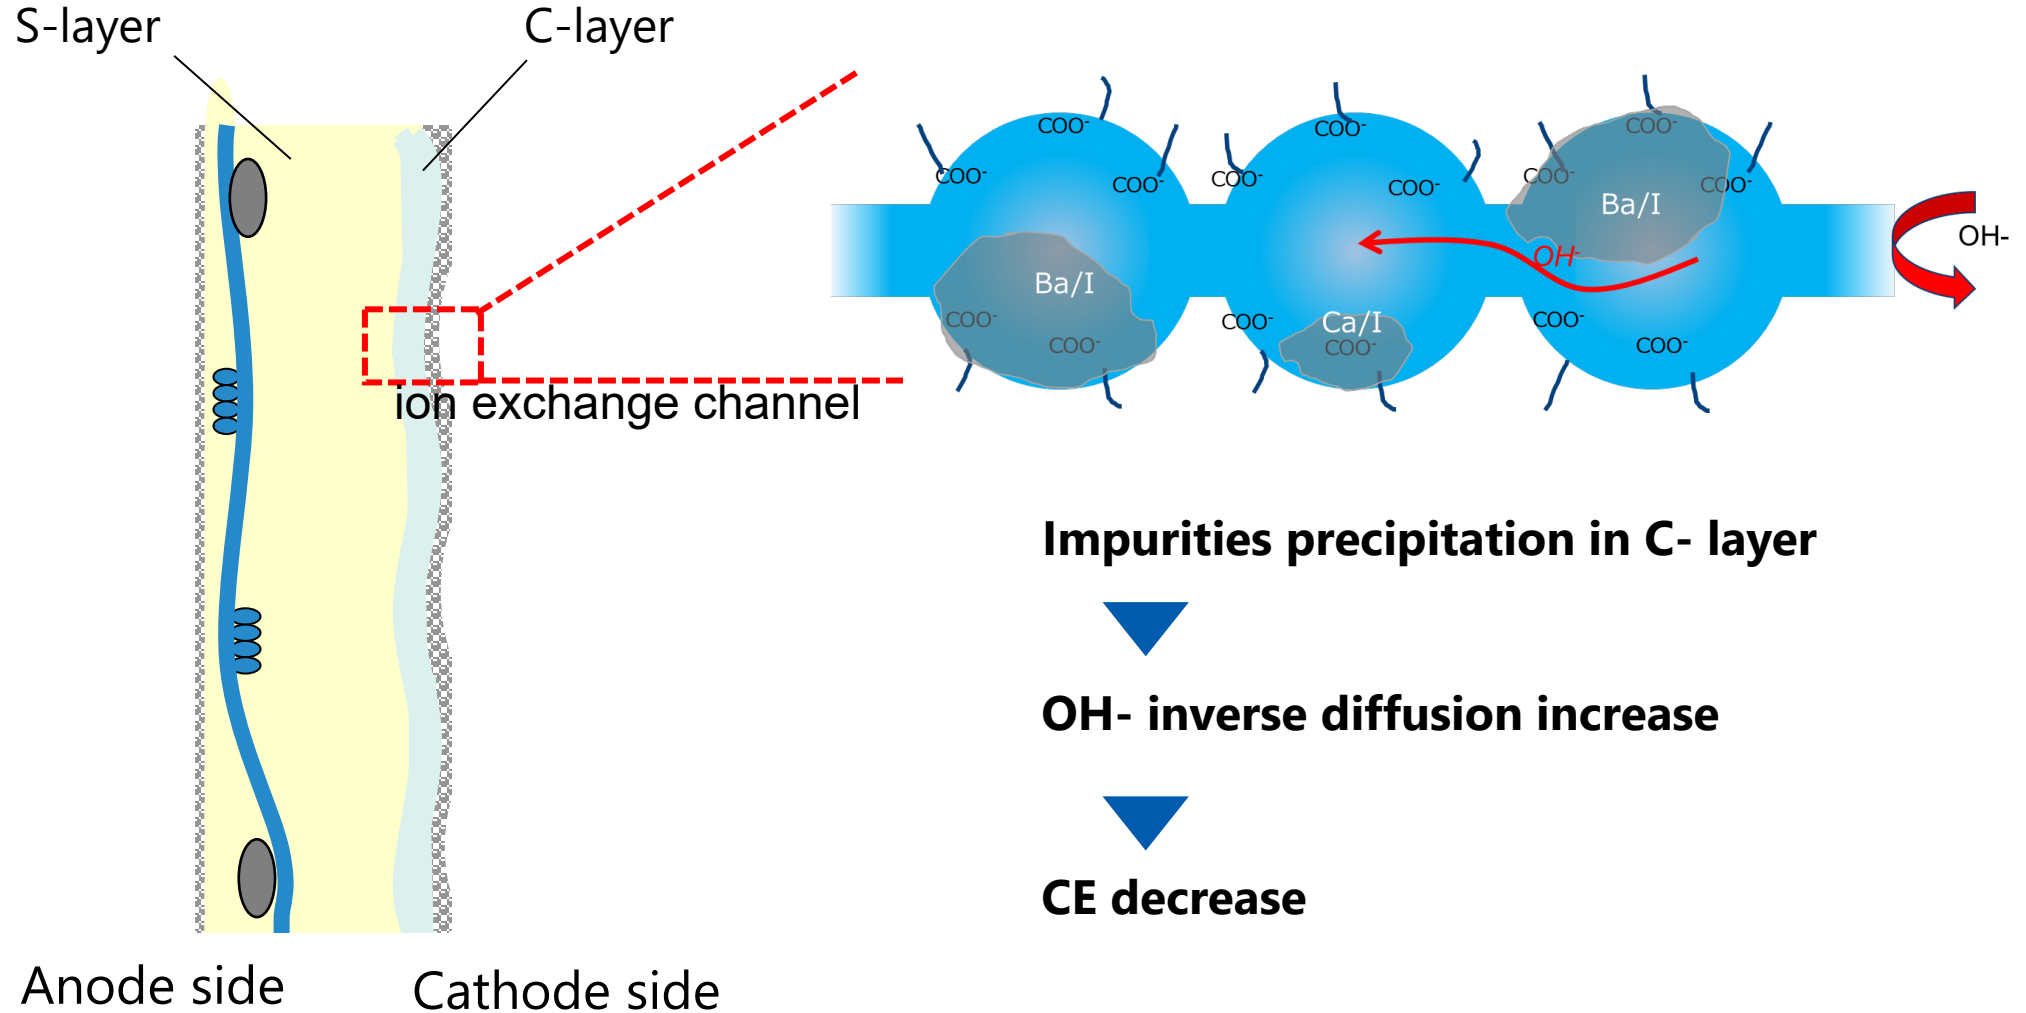 S-layer
C-layer
COO-
COO-
COO-
Ba/I
COO-
COO-
COO-
COO-
COO-
Ca/I
COO-
COO-
COO-
COO-
COO-
Ba/I
OH-
COO-
COO-
OH-
ion exchange channel
Impurities precipitation in C- layer
OH- inverse diffusion increase
CE decrease
Anode side
Cathode side